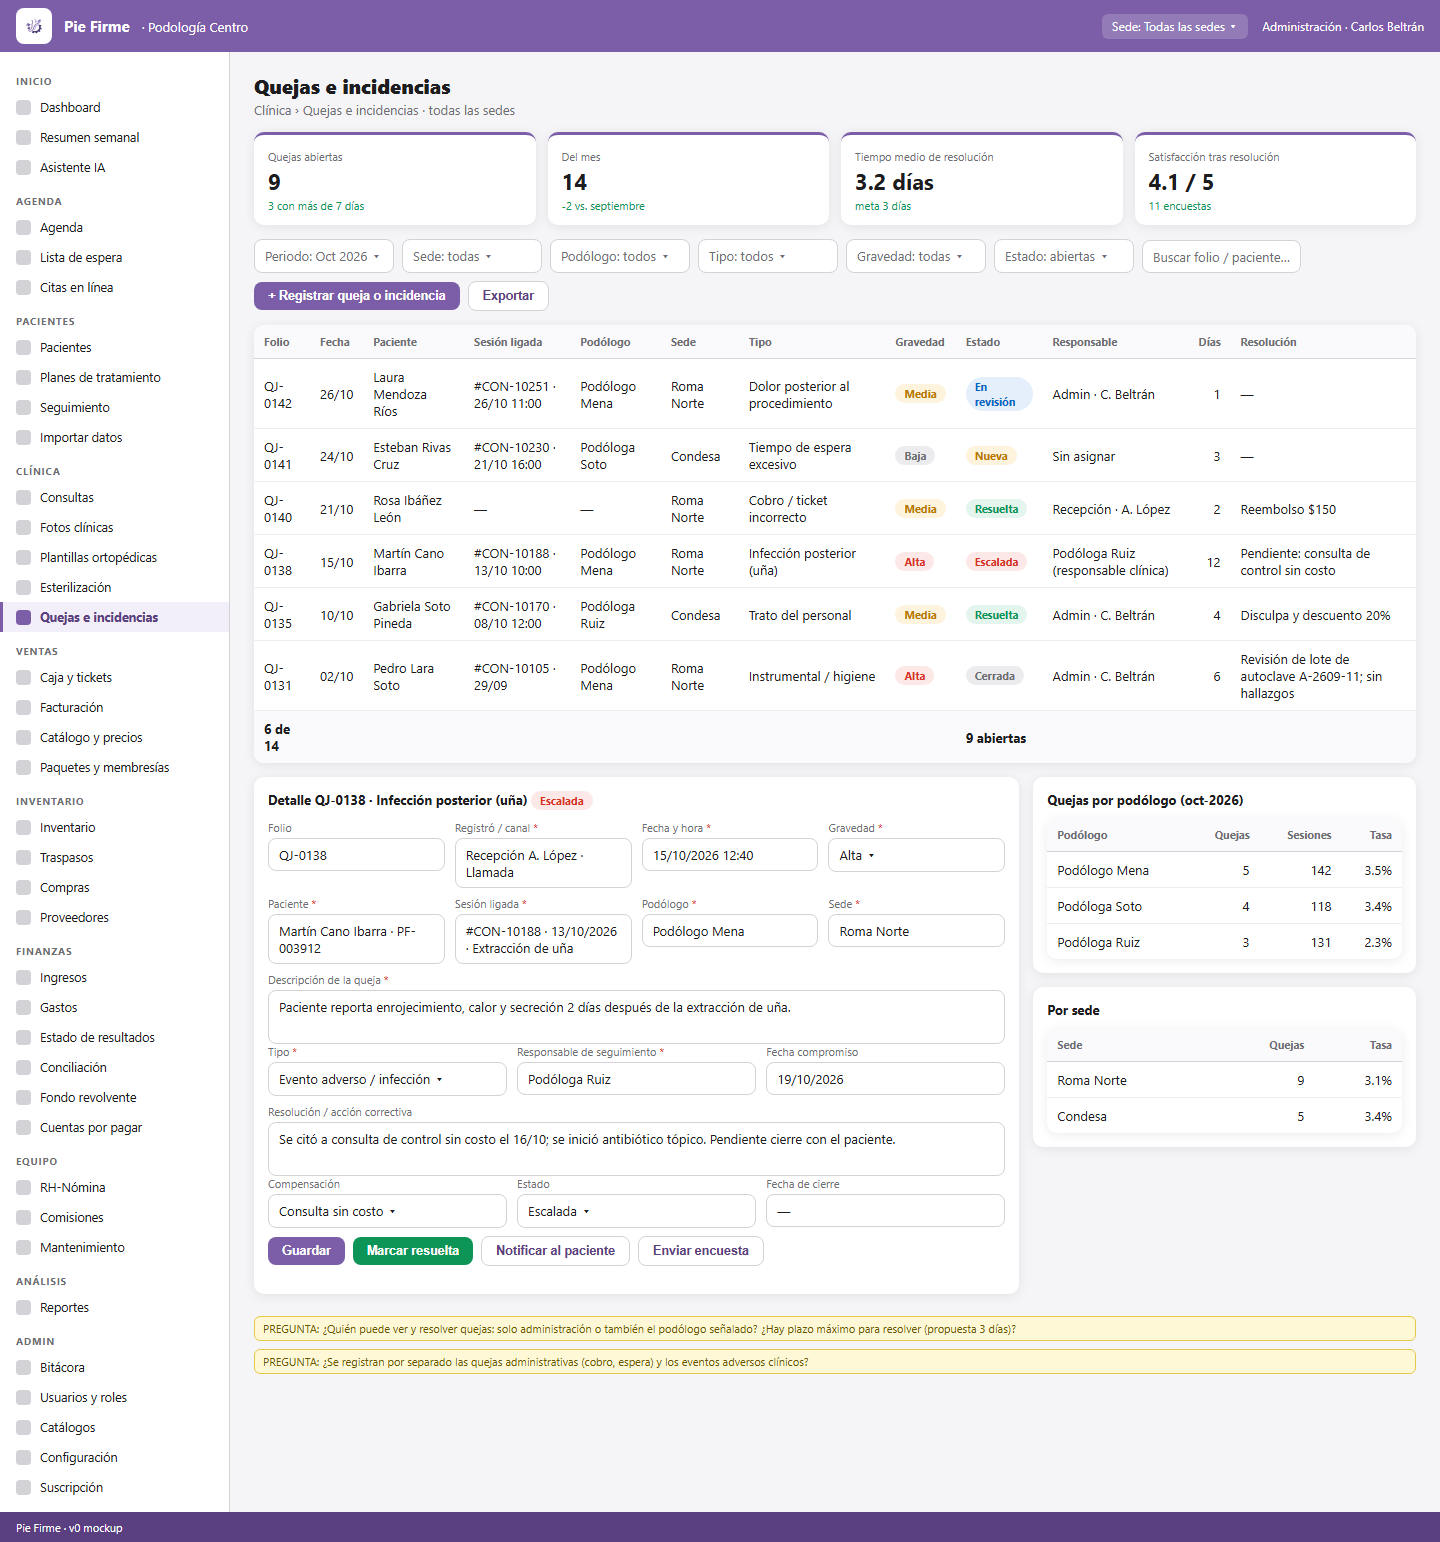 Pie Firme · Podología Centro
Sede: Todas las sedes ▾
Administración · Carlos Beltrán
INICIO
Dashboard
Resumen semanal
Asistente IA
AGENDA
Agenda
Lista de espera
Citas en línea
PACIENTES
Pacientes
Planes de tratamiento
Seguimiento
Importar datos
CLÍNICA
Consultas
Fotos clínicas
Plantillas ortopédicas
Esterilización
Quejas e incidencias
VENTAS
Caja y tickets
Facturación
Catálogo y precios
Paquetes y membresías
INVENTARIO
Inventario
Traspasos
Compras
Proveedores
FINANZAS
Ingresos
Gastos
Estado de resultados
Conciliación
Fondo revolvente
Cuentas por pagar
EQUIPO
RH-Nómina
Comisiones
Mantenimiento
ANÁLISIS
Reportes
ADMIN
Bitácora
Usuarios y roles
Catálogos
Configuración
Suscripción
Quejas e incidencias
Clínica › Quejas e incidencias · todas las sedes
Quejas abiertas
9
3 con más de 7 días
Del mes
14
-2 vs. septiembre
Tiempo medio de resolución
3.2 días
meta 3 días
Satisfacción tras resolución
4.1 / 5
11 encuestas
Periodo: Oct 2026 ▾
Sede: todas ▾
Podólogo: todos ▾
Tipo: todos ▾
Gravedad: todas ▾
Estado: abiertas ▾
Buscar folio / paciente...
+ Registrar queja o incidencia
Exportar
Folio Fecha Paciente Sesión ligada Podólogo Sede Tipo Gravedad Estado Responsable Días Resolución
QJ-0142 26/10 Laura Mendoza Ríos #CON-10251 · 26/10 11:00 Podólogo Mena Roma Norte Dolor posterior al procedimiento Media En revisión Admin · C. Beltrán 1 —
QJ-0141 24/10 Esteban Rivas Cruz #CON-10230 · 21/10 16:00 Podóloga Soto Condesa Tiempo de espera excesivo Baja Nueva Sin asignar 3 —
QJ-0140 21/10 Rosa Ibáñez León — — Roma Norte Cobro / ticket incorrecto Media Resuelta Recepción · A. López 2 Reembolso $150
QJ-0138 15/10 Martín Cano Ibarra #CON-10188 · 13/10 10:00 Podólogo Mena Roma Norte Infección posterior (uña) Alta Escalada Podóloga Ruiz (responsable clínica) 12 Pendiente: consulta de control sin costo
QJ-0135 10/10 Gabriela Soto Pineda #CON-10170 · 08/10 12:00 Podóloga Ruiz Condesa Trato del personal Media Resuelta Admin · C. Beltrán 4 Disculpa y descuento 20%
QJ-0131 02/10 Pedro Lara Soto #CON-10105 · 29/09 Podólogo Mena Roma Norte Instrumental / higiene Alta Cerrada Admin · C. Beltrán 6 Revisión de lote de autoclave A-2609-11; sin hallazgos
6 de 14 9 abiertas
Detalle QJ-0138 · Infección posterior (uña) Escalada
Folio
QJ-0138
Registró / canal *
Recepción A. López · Llamada
Fecha y hora *
15/10/2026 12:40
Gravedad *
Alta ▾
Paciente *
Martín Cano Ibarra · PF-003912
Sesión ligada *
#CON-10188 · 13/10/2026 · Extracción de uña
Podólogo *
Podólogo Mena
Sede *
Roma Norte
Descripción de la queja *
Paciente reporta enrojecimiento, calor y secreción 2 días después de la extracción de uña.
Tipo *
Evento adverso / infección ▾
Responsable de seguimiento *
Podóloga Ruiz
Fecha compromiso
19/10/2026
Resolución / acción correctiva
Se citó a consulta de control sin costo el 16/10; se inició antibiótico tópico. Pendiente cierre con el paciente.
Compensación
Consulta sin costo ▾
Estado
Escalada ▾
Fecha de cierre
—
Guardar
Marcar resuelta
Notificar al paciente
Enviar encuesta
Quejas por podólogo (oct-2026)
Podólogo Quejas Sesiones Tasa
Podólogo Mena 5 142 3.5%
Podóloga Soto 4 118 3.4%
Podóloga Ruiz 3 131 2.3%
Por sede
Sede Quejas Tasa
Roma Norte 9 3.1%
Condesa 5 3.4%
PREGUNTA: ¿Quién puede ver y resolver quejas: solo administración o también el podólogo señalado? ¿Hay plazo máximo para resolver (propuesta 3 días)?
PREGUNTA: ¿Se registran por separado las quejas administrativas (cobro, espera) y los eventos adversos clínicos?
Pie Firme · v0 mockup